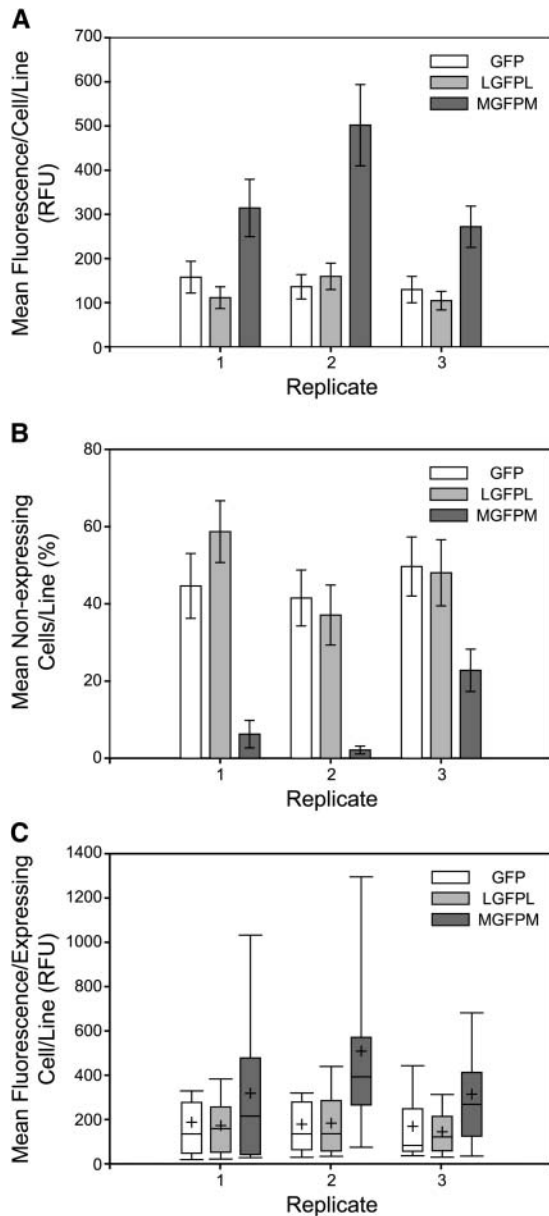 A
700
600
500
400
300
200
100
0
Mean Fluorescence/Cell/Line
(RFU)
GFP
LGFPL
MGFPM
1 2 3
Replicate
B
80
60
40
20
0
Mean Non-expressing
Cells/Line (%)
GFP
LGFPL
MGFPM
1 2 3
Replicate
C
1400
1200
1000
800
600
400
200
0
Mean Fluorescence/Expressing
Cell/Line (RFU)
GFP
LGFPL
MGFPM
1 2 3
Replicate